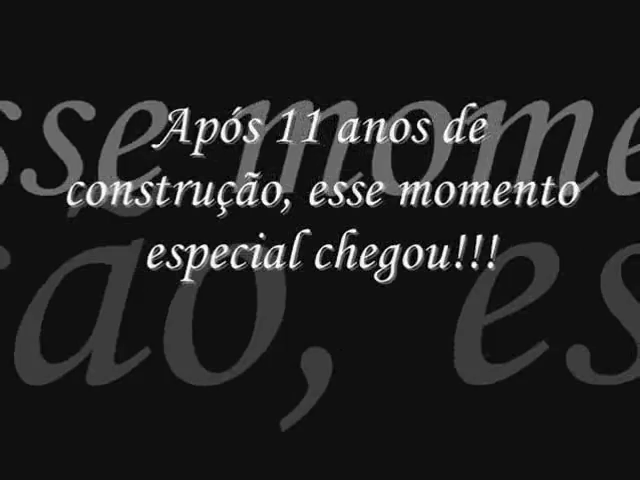 Após 11 anos de
construção, esse momento
especial chegou!!!